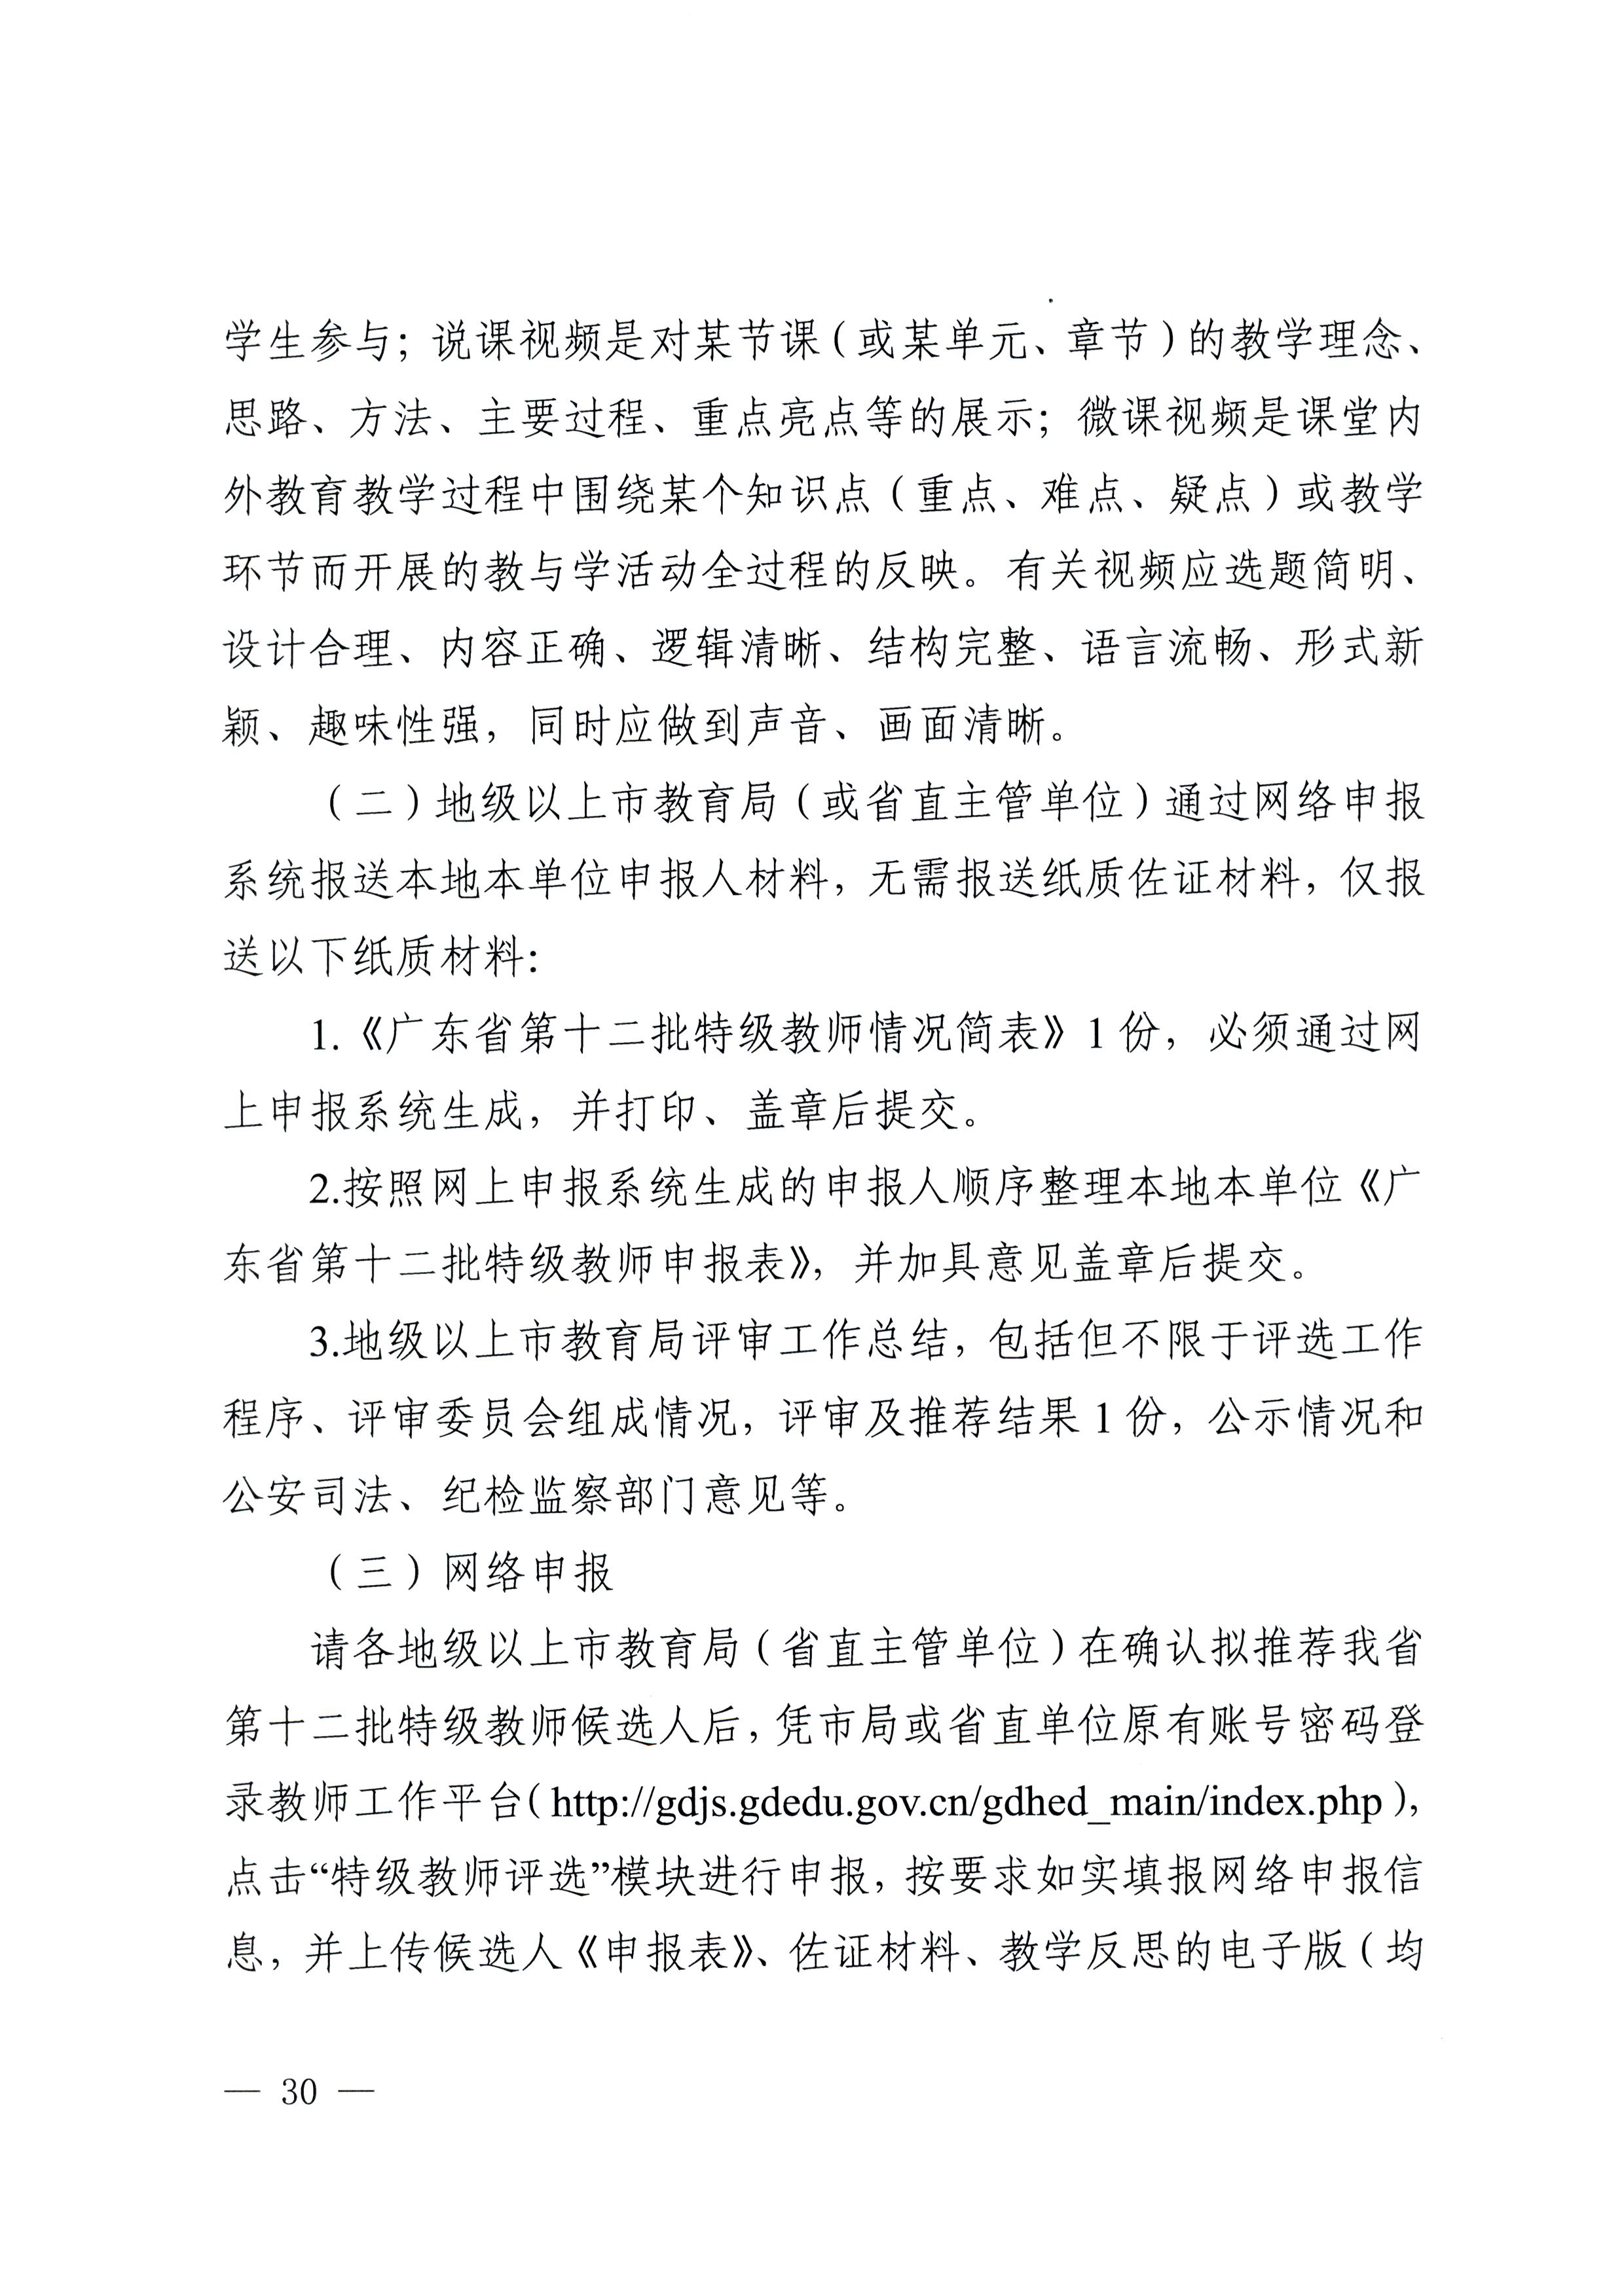 学生参与；说课视频是对某节课（或某单元、章节）的教学理念、
思路、方法、主要过程、重点亮点等的展示；微课视频是课堂内
外教育教学过程中围绕某个知识点（重点、难点、疑点）或教学
环节而开展的教与学活动全过程的反映。有关视频应选题简明、
设计合理、内容正确、逻辑清晰、结构完整、语言流畅、形式新
颖、趣味性强，同时应做到声音、画面清晰。
（二）地级以上市教育局（或省直主管单位）通过网络申报
系统报送本地本单位申报人材料，无需报送纸质佐证材料，仅报
送以下纸质材料：
1.《广东省第十二批特级教师情况简表》1 份，必须通过网
上申报系统生成，并打印、盖章后提交。
2.按照网上申报系统生成的申报人顺序整理本地本单位《广
东省第十二批特级教师申报表》，并加具意见盖章后提交。
3.地级以上市教育局评审工作总结，包括但不限于评选工作
程序、评审委员会组成情况，评审及推荐结果 1 份，公示情况和
公安司法、纪检监察部门意见等。
（三）网络申报
请各地级以上市教育局（省直主管单位）在确认拟推荐我省
第十二批特级教师候选人后，凭市局或省直单位原有账号密码登
录教师工作平台（http://gdjs.gdedu.gov.cn/gdhed_main/index.php），
点击“特级教师评选”模块进行申报，按要求如实填报网络申报信
息，并上传候选人《申报表》、佐证材料、教学反思的电子版（均
— 30 —